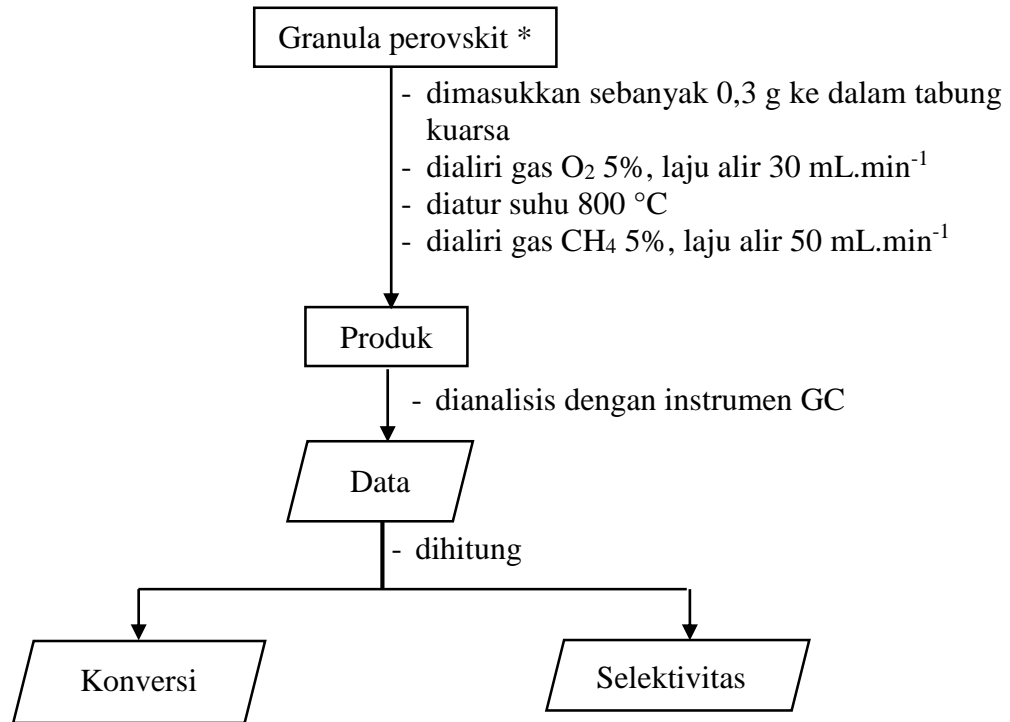 Granula perovskit *
- dimasukkan sebanyak 0,3 g ke dalam tabung
kuarsa
- dialiri gas O₂ 5%, laju alir 30 mL.min⁻¹
- diatur suhu 800 °C
- dialiri gas CH₄ 5%, laju alir 50 mL.min⁻¹
Produk
- dianalisis dengan instrumen GC
Data
- dihitung
Konversi
Selektivitas